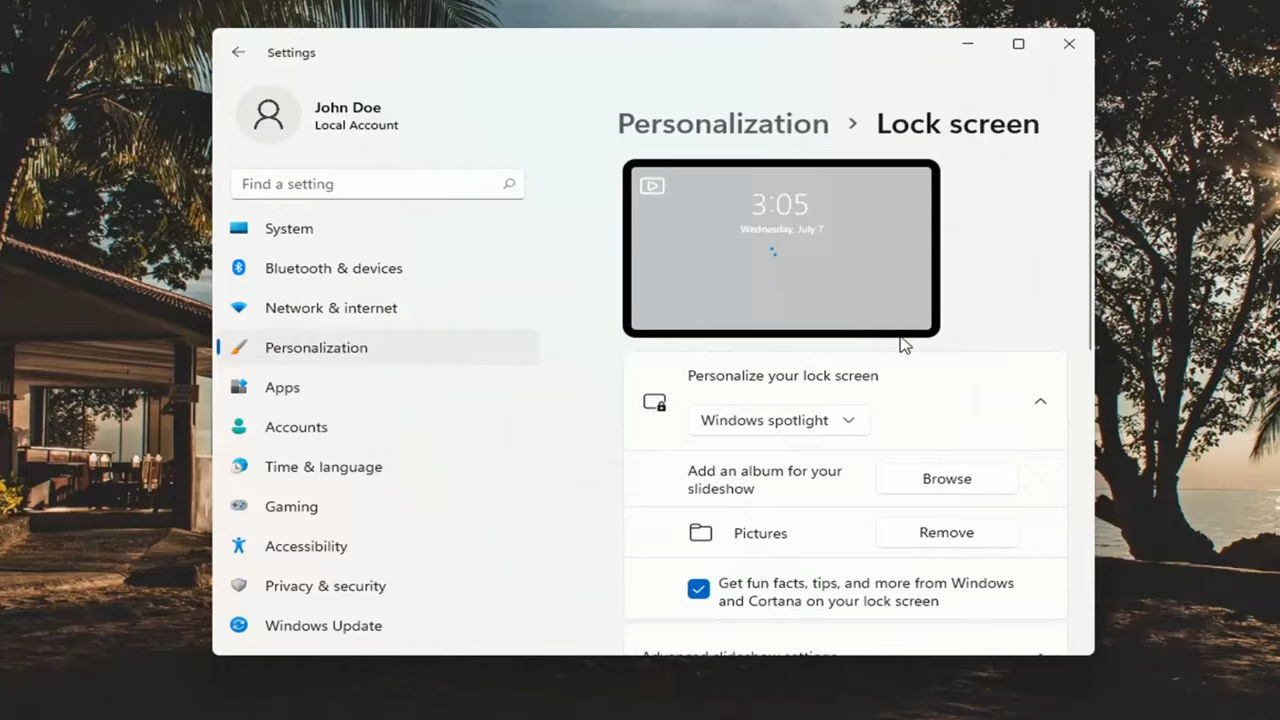 Settings
John Doe
Local Account
Find a setting
System
Bluetooth & devices
Network & internet
Personalization
Apps
Accounts
Time & language
Gaming
Accessibility
Privacy & security
Windows Update
Personalization > Lock screen
3:05
Wednesday, July 7
Personalize your lock screen
Windows spotlight
Add an album for your
slideshow
Browse
Pictures
Remove
Get fun facts, tips, and more from Windows
and Cortana on your lock screen
Advanced slideshow settings